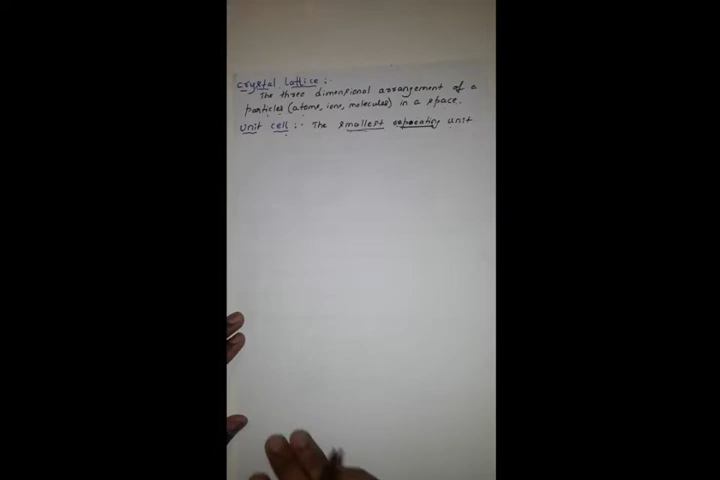 Crystal Lattice :-
The three dimensional arrangement of a
particles (atoms, ions, molecules) in a space.
Unit cell :- The smallest repeating unit